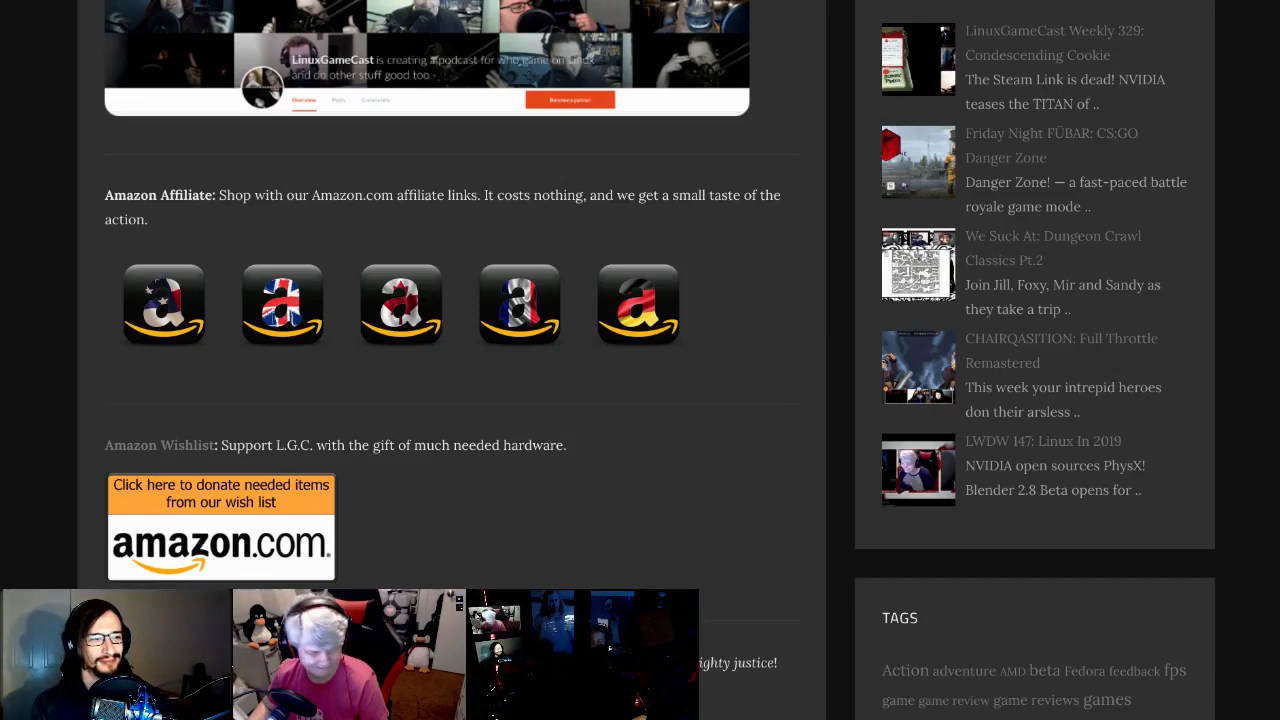 LinuxGameCast is creating a podcast for who game on Linux
and do other stuff good too
Overview Posts Community
Become a patron
Amazon Affiliate: Shop with our Amazon.com affiliate links. It costs nothing, and we get a small taste of the
action.
a a a a a
Amazon Wishlist: Support L.G.C. with the gift of much needed hardware.
Click here to donate needed items
from our wish list
amazon.com.
ighty justice!
LinuxGameCast Weekly 329:
Condescending Cookie
The Steam Link is dead! NVIDIA
teases the TITAN of ..
Friday Night FÜBAR: CS:GO
Danger Zone
Danger Zone! — a fast-paced battle
royale game mode ..
We Suck At: Dungeon Crawl
Classics Pt.2
Join Jill, Foxy, Mir and Sandy as
they take a trip ..
CHAIRQASITION: Full Throttle
Remastered
This week your intrepid heroes
don their arsless ..
LWDW 147: Linux In 2019
NVIDIA open sources PhysX!
Blender 2.8 Beta opens for ..
TAGS
Action adventure AMD beta Fedora feedback fps
game game review game reviews games